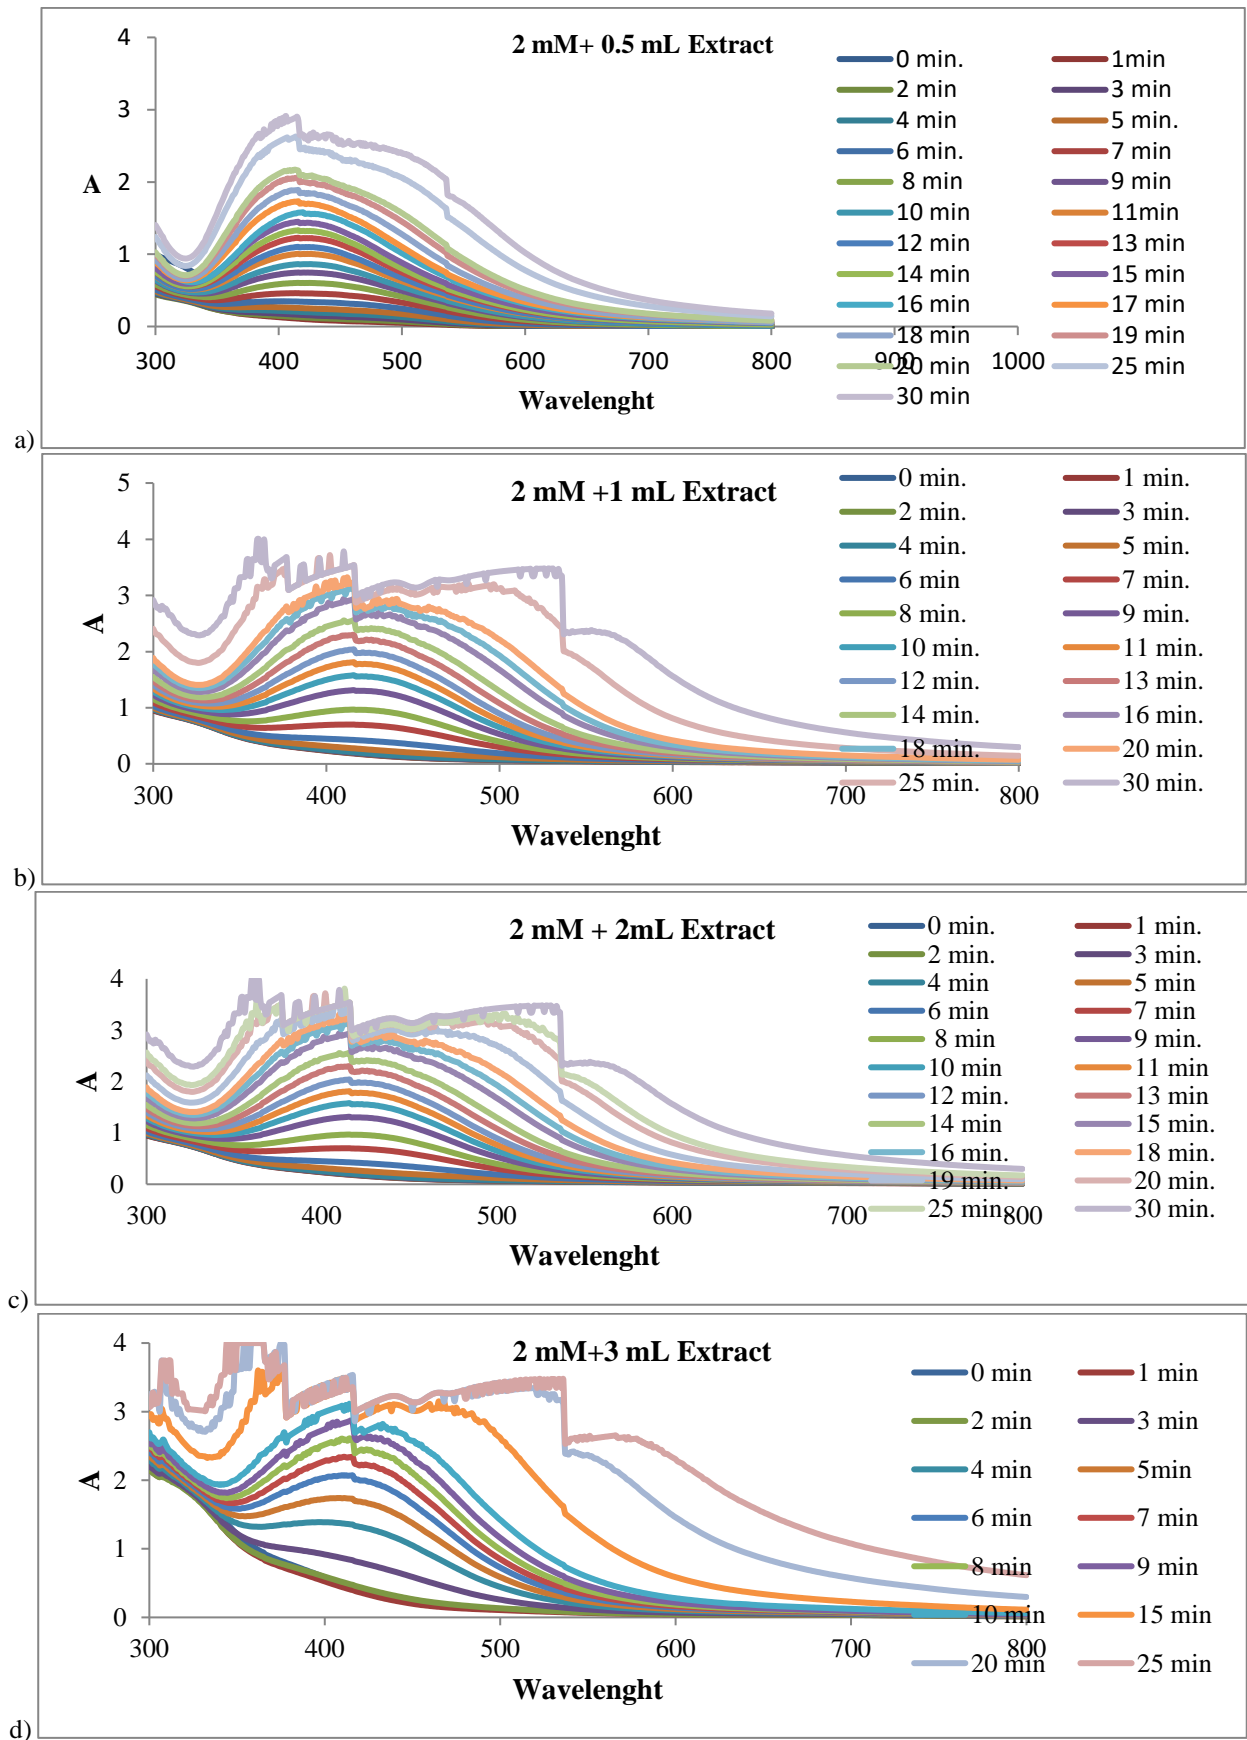 2 mM+ 0.5 mL Extract
4
3
2
1
0
A
300 400 500 600 700 800 900 1000
Wavelenght
0 min. 1min
2 min 3 min
4 min 5 min.
6 min. 7 min
8 min 9 min
10 min 11min
12 min 13 min
14 min 15 min
16 min 17 min
18 min 19 min
20 min 25 min
30 min
a)
2 mM +1 mL Extract
5
4
3
2
1
0
A
300 400 500 600 700 800
Wavelenght
0 min. 1 min.
2 min. 3 min.
4 min. 5 min.
6 min 7 min.
8 min. 9 min.
10 min. 11 min.
12 min. 13 min.
14 min. 16 min.
18 min. 20 min.
25 min. 30 min.
b)
2 mM + 2mL Extract
4
3
2
1
0
A
300 400 500 600 700 800
Wavelenght
0 min. 1 min.
2 min. 3 min.
4 min. 5 min
6 min 7 min
8 min 9 min.
10 min 11 min
12 min 13 min
14 min 15 min.
16 min. 18 min.
19 min. 20 min.
25 min. 30 min.
c)
2 mM+3 mL Extract
4
3
2
1
0
A
300 400 500 600 700 800
Wavelenght
0 min 1 min
2 min 3 min
4 min 5min
6 min 7 min
8 min 9 min
10 min 15 min
20 min 25 min
d)